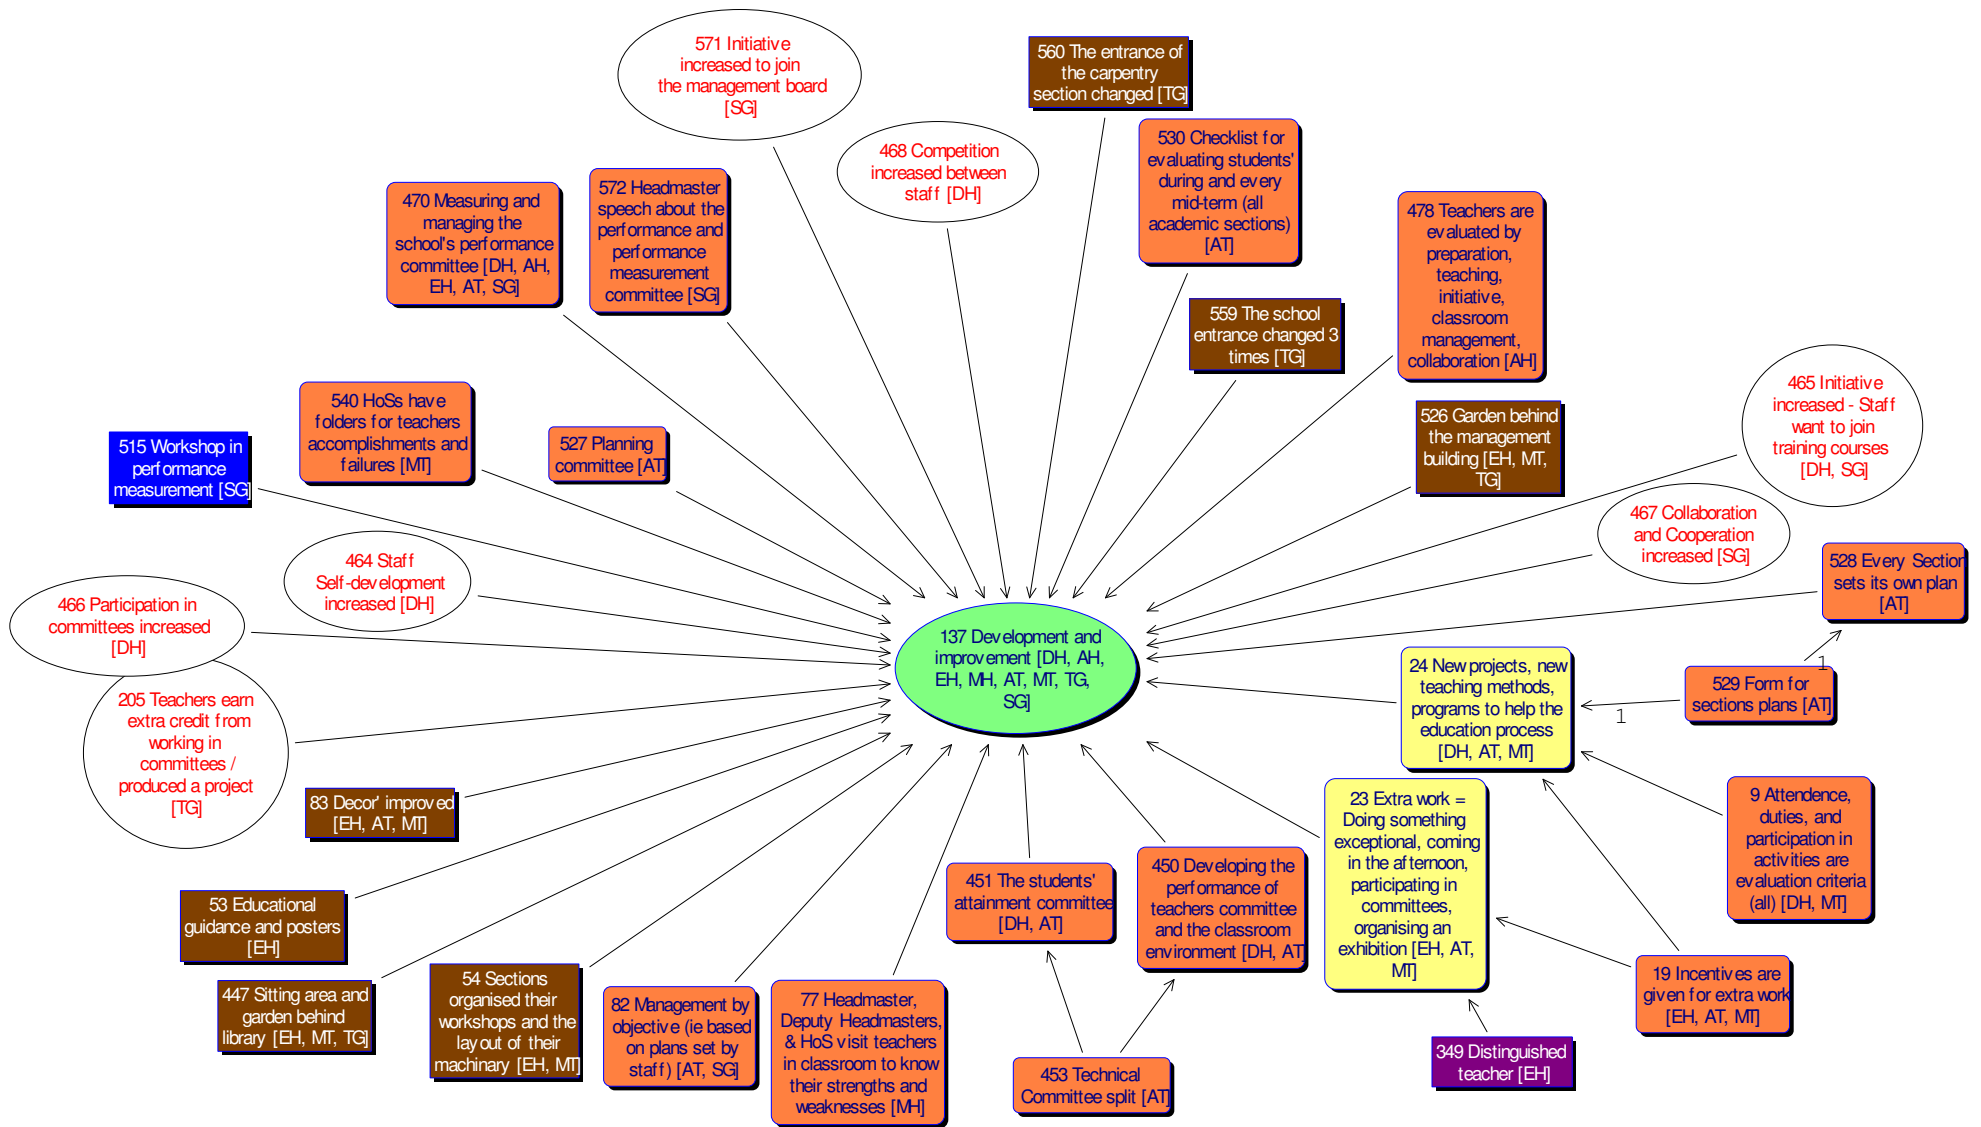 571 Initiative
increased to join
the management board
[SG]
560 The entrance of
the carpentry
section changed [TG]
468 Competition
increased between
staff [DH]
530 Checklist for
evaluating students'
during and every
mid-term (all
academic sections)
[AT]
470 Measuring and
managing the
school's performance
committee [DH, AH,
EH, AT, SG]
572 Headmaster
speech about the
performance and
performance
measurement
committee [SG]
478 Teachers are
evaluated by
preparation,
teaching,
initiative,
classroom
management,
collaboration [AH]
559 The school
entrance changed 3
times [TG]
465 Initiative
increased - Staff
want to join
training courses
[DH, SG]
540 HoSs have
folders for teachers
accomplishments and
failures [MT]
527 Planning
committee [AT]
526 Garden behind
the management
building [EH, MT,
TG]
515 Workshop in
performance
measurement [SG]
467 Collaboration
and Cooperation
increased [SG]
464 Staff
Self-development
increased [DH]
528 Every Section
sets its own plan
[AT]
466 Participation in
committees increased
[DH]
137 Development and
improvement [DH, AH,
EH, MH, AT, MT, TG,
SG]
24 New projects, new
teaching methods,
programs to help the
education process
[DH, AT, MT]
1
529 Form for
sections plans [AT]
1
205 Teachers earn
extra credit from
working in
committees /
produced a project
[TG]
83 Decor' improved
[EH, AT, MT]
23 Extra work =
Doing something
exceptional, coming
in the afternoon,
participating in
committees,
organising an
exhibition [EH, AT,
MT]
9 Attendence,
duties, and
participation in
activities are
evaluation criteria
(all) [DH, MT]
53 Educational
guidance and posters
[EH]
451 The students'
attainment committee
[DH, AT]
450 Developing the
performance of
teachers committee
and the classroom
environment [DH, AT]
447 Sitting area and
garden behind
library [EH, MT, TG]
54 Sections
organised their
workshops and the
layout of their
machinary [EH, MT]
82 Management by
objective (ie based
on plans set by
staff) [AT, SG]
77 Headmaster,
Deputy Headmasters,
& HoS visit teachers
in classroom to know
their strengths and
weaknesses [MH]
19 Incentives are
given for extra work
[EH, AT, MT]
453 Technical
Committee split [AT]
349 Distinguished
teacher [EH]